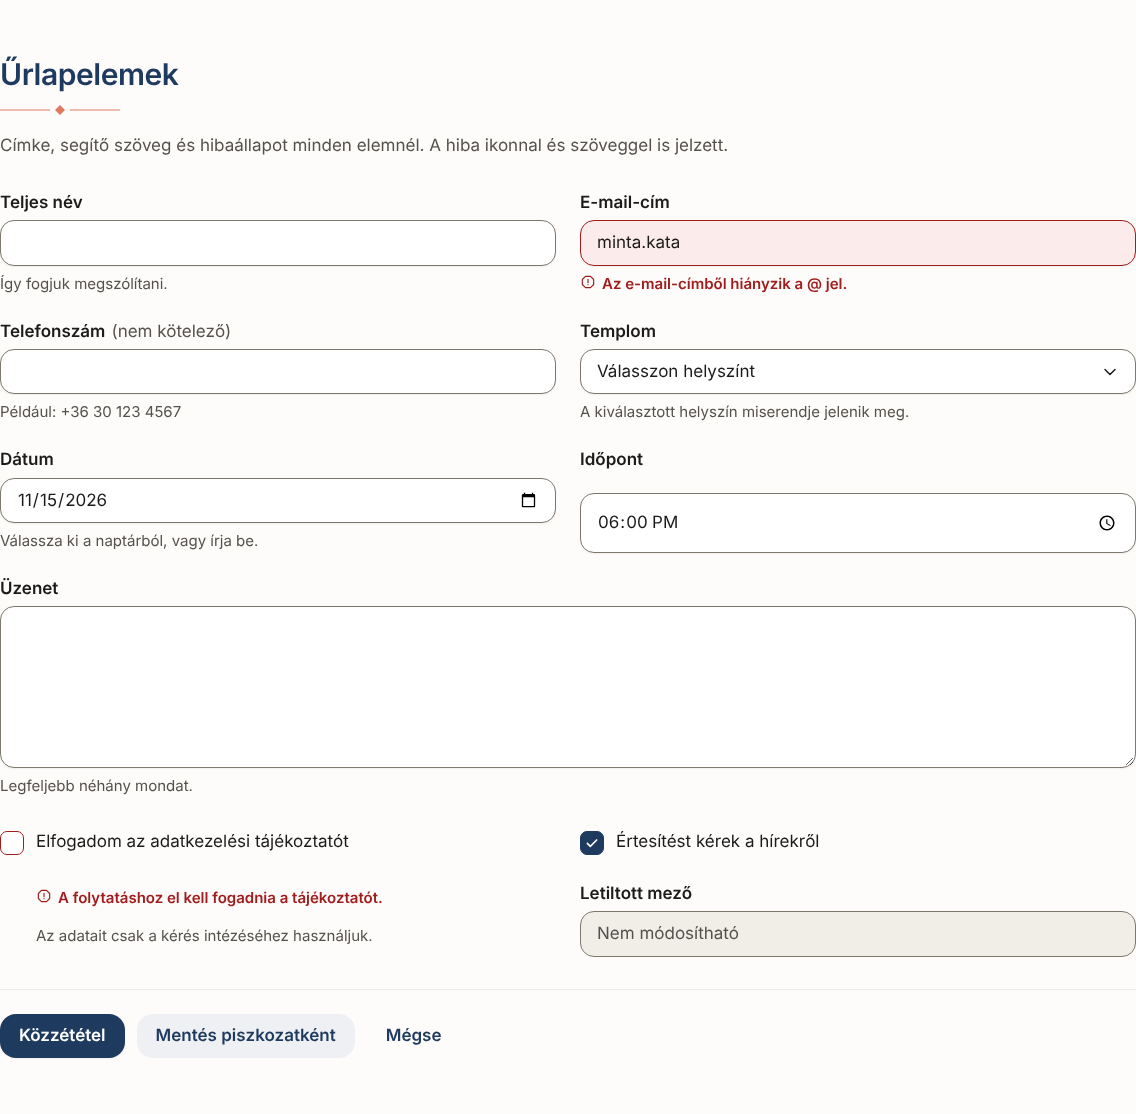 Űrlapelemek
Címke, segítő szöveg és hibaállapot minden elemnél. A hiba ikonnal és szöveggel is jelzett.
Teljes név
Így fogjuk megszólítani.
E-mail-cím
minta.kata
Az e-mail-címből hiányzik a @ jel.
Telefonszám (nem kötelező)
Például: +36 30 123 4567
Templom
Válasszon helyszínt
A kiválasztott helyszín miserendje jelenik meg.
Dátum
11/15/2026
Válassza ki a naptárból, vagy írja be.
Időpont
06:00 PM
Üzenet
Legfeljebb néhány mondat.
Elfogadom az adatkezelési tájékoztatót
A folytatáshoz el kell fogadnia a tájékoztatót.
Az adatait csak a kérés intézéséhez használjuk.
Értesítést kérek a hírekről
Letiltott mező
Nem módosítható
Közzététel
Mentés piszkozatként
Mégse